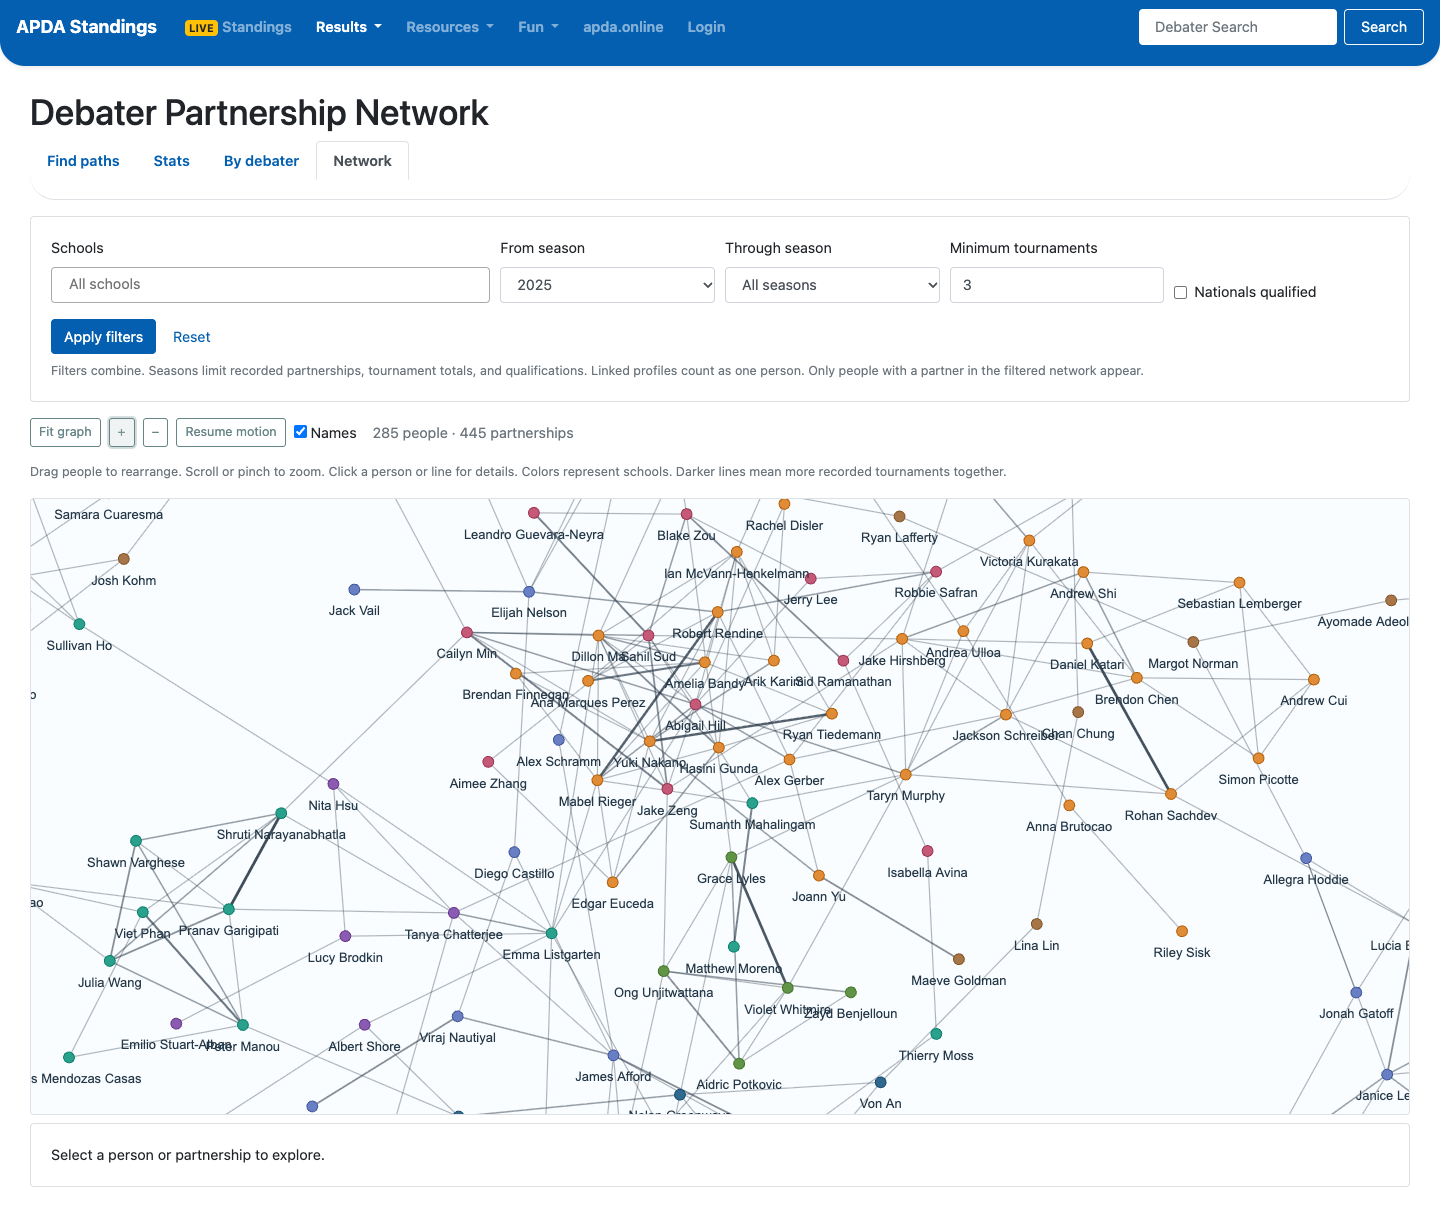 APDA Standings
LIVE Standings
Results
Resources
Fun
apda.online
Login
Debater Search
Search
Debater Partnership Network
Find paths
Stats
By debater
Network
Schools
From season
Through season
Minimum tournaments
All schools
2025
All seasons
3
Nationals qualified
Apply filters
Reset
Filters combine. Seasons limit recorded partnerships, tournament totals, and qualifications. Linked profiles count as one person. Only people with a partner in the filtered network appear.
Fit graph
+
−
Resume motion
Names
285 people · 445 partnerships
Drag people to rearrange. Scroll or pinch to zoom. Click a person or line for details. Colors represent schools. Darker lines mean more recorded tournaments together.
Samara Cuaresma
Leandro Guevara-Neyra
Blake Zou
Rachel Disler
Ryan Lafferty
Victoria Kurakata
Josh Kohm
Ian McVann-Henkelmann
Jerry Lee
Robbie Safran
Andrew Shi
Sebastian Lemberger
Jack Vail
Elijah Nelson
Ayomade Adeol
Sullivan Ho
Cailyn Min
Dillon Ma
Sahil Sud
Robert Rendine
Jake Hirshberg
Andrea Ulloa
Daniel Katari
Margot Norman
Brendan Finnegan
Ana Marques Perez
Amelia Bandy
Arik Karim
Sid Ramanathan
Brendon Chen
Andrew Cui
Abigail Hill
Ryan Tiedemann
Jackson Schreiber
Chan Chung
Alex Schramm
Yuki Nakano
Hasini Gunda
Aimee Zhang
Alex Gerber
Simon Picotte
Nita Hsu
Mabel Rieger
Jake Zeng
Taryn Murphy
Shruti Narayanabhatla
Sumanth Mahalingam
Anna Brutocao
Rohan Sachdev
Shawn Varghese
Diego Castillo
Grace Lyles
Isabella Avina
Allegra Hoddie
ao
Edgar Euceda
Joann Yu
Viet Phan
Pranav Garigipati
Tanya Chatterjee
Lucy Brodkin
Emma Listgarten
Lina Lin
Riley Sisk
Lucia
Julia Wang
Matthew Moreno
Maeve Goldman
Ong Unjitwattana
Violet Whitmire
Zayd Benjelloun
Jonah Gatoff
Emilio Stuart-Alban
Peter Manou
Albert Shore
Viraj Nautiyal
Thierry Moss
s Mendozas Casas
James Afford
Aidric Potkovic
Von An
Janice Le
Select a person or partnership to explore.